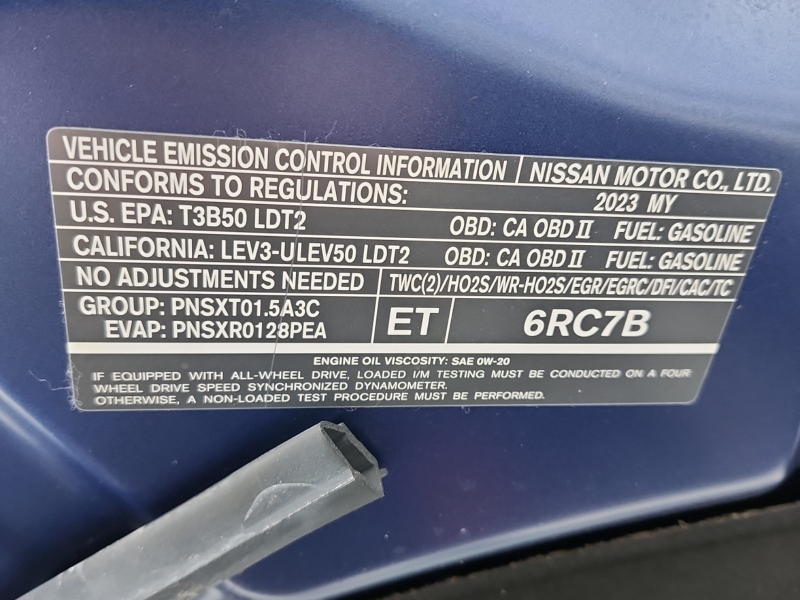 VEHICLE EMISSION CONTROL INFORMATION | NISSAN MOTOR CO., LTD.
CONFORMS TO REGULATIONS: 2023 MY
U.S. EPA: T3B50 LDT2 OBD: CA OBD II FUEL: GASOLINE
CALIFORNIA: LEV3-ULEV50 LDT2 OBD: CA OBD II FUEL: GASOLINE
NO ADJUSTMENTS NEEDED TWC(2)/HO2S/WR-HO2S/EGR/EGRC/DFI/CAC/TC
GROUP: PNSXT01.5A3C
EVAP: PNSXR0128PEA
ET 6RC7B
ENGINE OIL VISCOSITY: SAE 0W-20
IF EQUIPPED WITH ALL-WHEEL DRIVE, LOADED I/M TESTING MUST BE CONDUCTED ON A FOUR
WHEEL DRIVE SPEED SYNCHRONIZED DYNAMOMETER.
OTHERWISE, A NON-LOADED TEST PROCEDURE MUST BE PERFORMED.